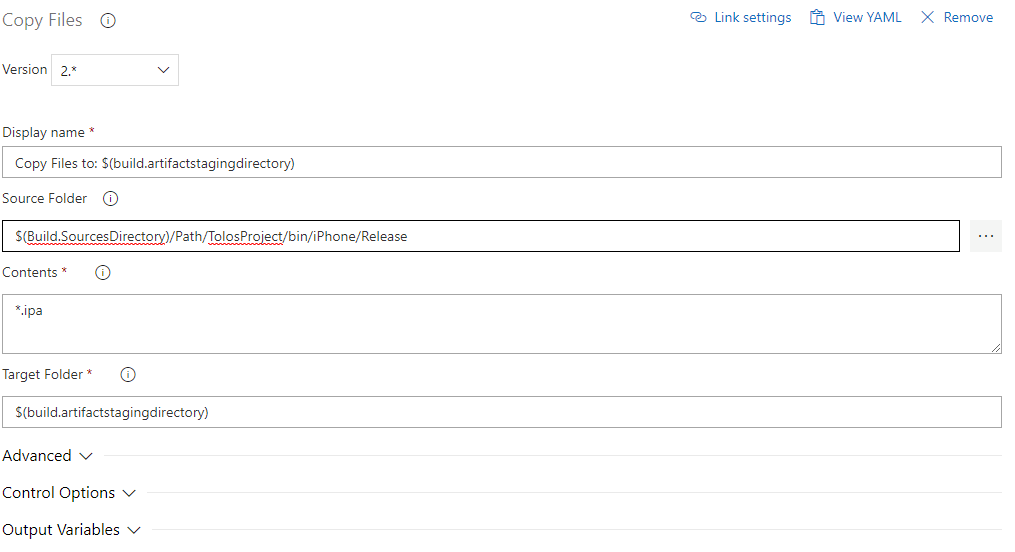 Copy Files
Link settings View YAML Remove
Version 2.*
Display name *
Copy Files to: $(build.artifactstagingdirectory)
Source Folder
$(Build.SourcesDirectory)/Path/TolosProject/bin/iPhone/Release
...
Contents *
*.ipa
Target Folder *
$(build.artifactstagingdirectory)
Advanced
Control Options
Output Variables